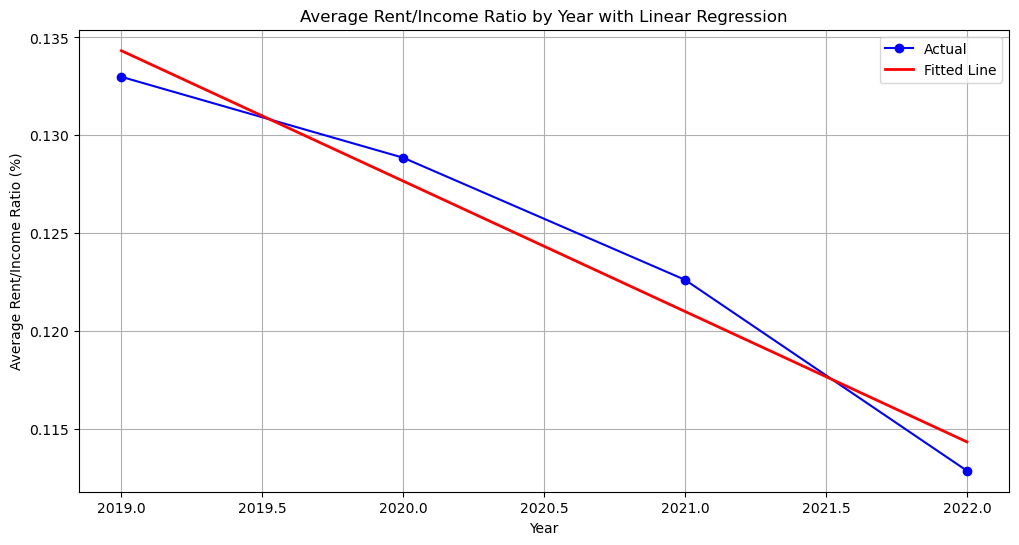 Average Rent/Income Ratio by Year with Linear Regression
Actual
Fitted Line
Average Rent/Income Ratio (%)
0.135
0.130
0.125
0.120
0.115
2019.0 2019.5 2020.0 2020.5 2021.0 2021.5 2022.0
Year